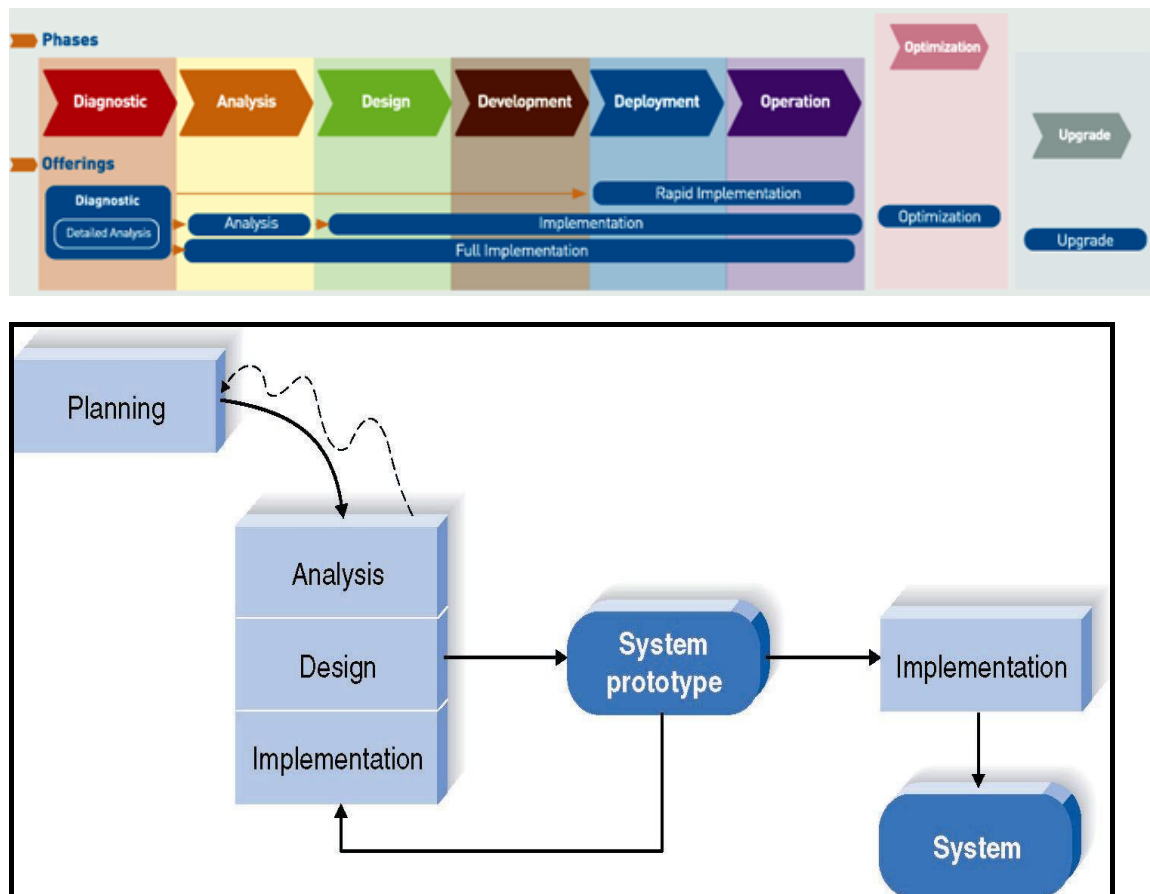 Phases
Optimization
Diagnostic
Analysis
Design
Development
Deployment
Operation
Upgrade
Offerings
Diagnostic
Rapid Implementation
Detailed Analysis
Analysis
Implementation
Optimization
Full Implementation
Upgrade
Planning
Analysis
Design
Implementation
System
prototype
Implementation
System